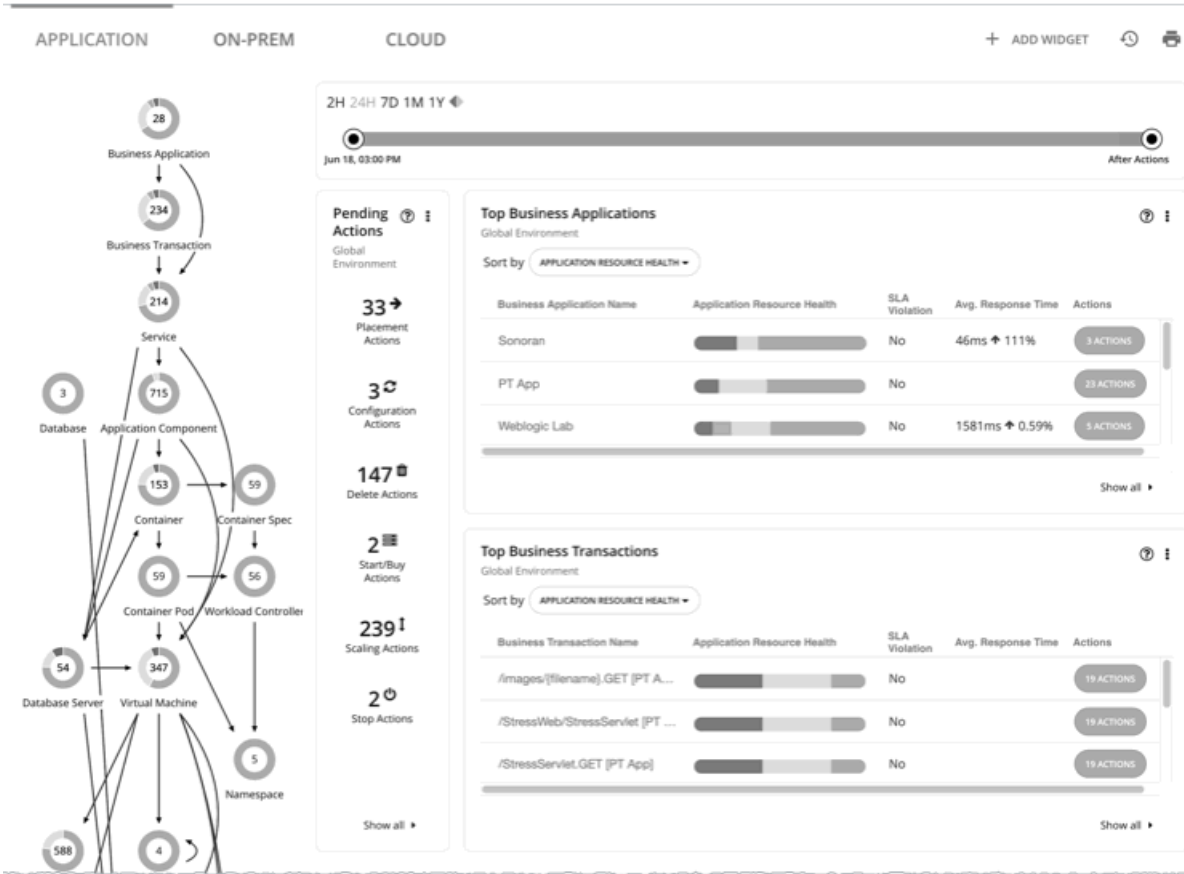 APPLICATION ON-PREM CLOUD
+ ADD WIDGET
28
Business Application
234
Business Transaction
214
Service
3
Database
715
Application Component
153
Container
59
Container Spec
59
Container Pod
56
Workload Controller
54
Database Server
347
Virtual Machine
5
Namespace
588
4
2H 24H 7D 1M 1Y
Jun 18, 03:00 PM
After Actions
Pending
Actions
Global
Environment
33
Placement
Actions
3
Configuration
Actions
147
Delete Actions
2
Start/Buy
Actions
239
Scaling Actions
2
Stop Actions
Show all
Top Business Applications
Global Environment
Sort by APPLICATION RESOURCE HEALTH
Business Application Name Application Resource Health SLA Violation Avg. Response Time Actions
Sonoran No 46ms 111% 3 ACTIONS
PT App No 23 ACTIONS
Weblogic Lab No 1581ms 0.59% 5 ACTIONS
Show all
Top Business Transactions
Global Environment
Sort by APPLICATION RESOURCE HEALTH
Business Transaction Name Application Resource Health SLA Violation Avg. Response Time Actions
/images/{filename}.GET [PT A... No 19 ACTIONS
/StressWeb/StressServlet [PT ... No 19 ACTIONS
/StressServlet.GET [PT App] No 19 ACTIONS
Show all